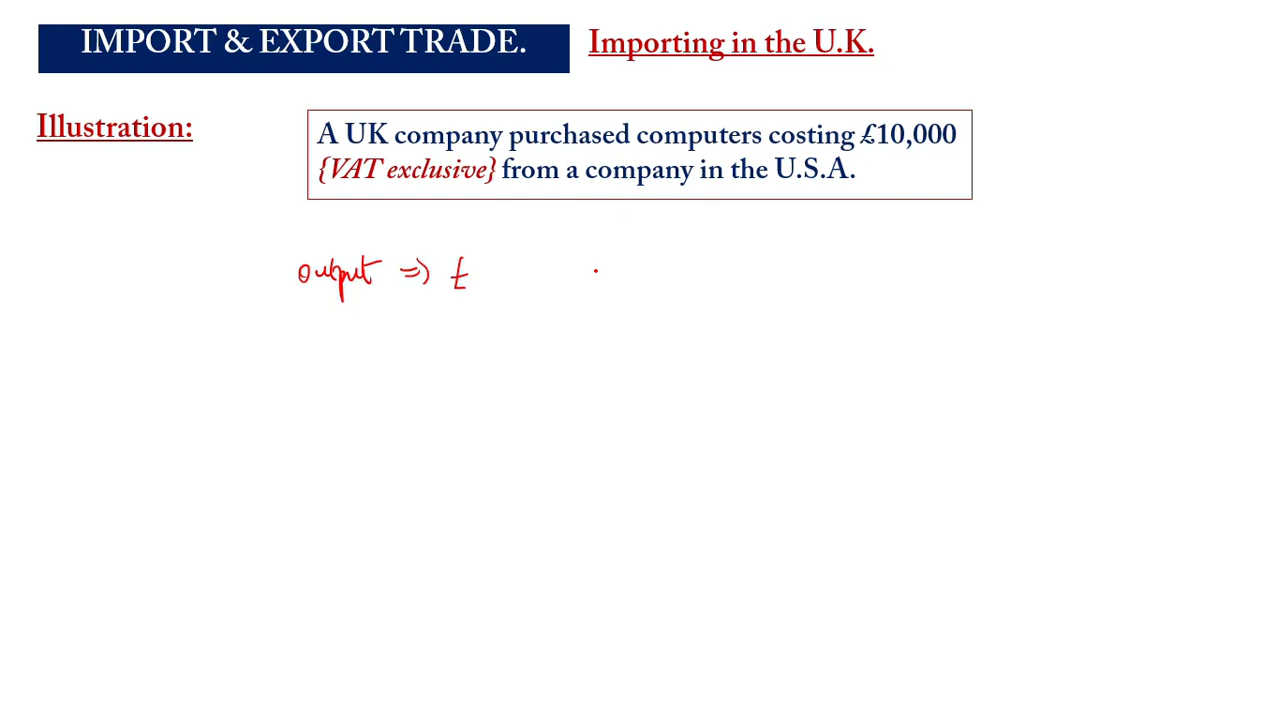 IMPORT & EXPORT TRADE.
Importing in the U.K.
Illustration:
A UK company purchased computers costing £10,000
{VAT exclusive} from a company in the U.S.A.
output ⇒ £